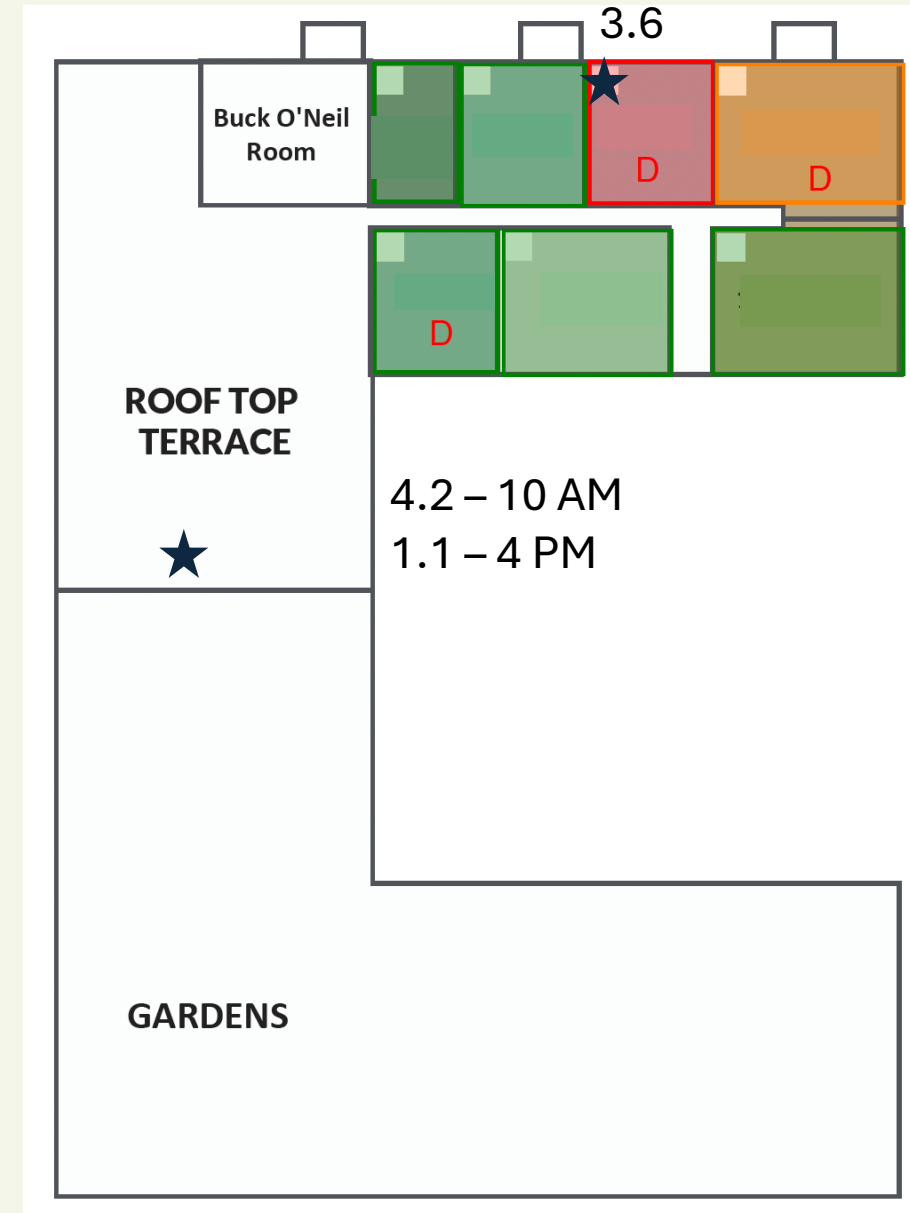 3.6
Buck O'Neil
Room
D
D
D
ROOF TOP
TERRACE
4.2 – 10 AM
1.1 – 4 PM
GARDENS